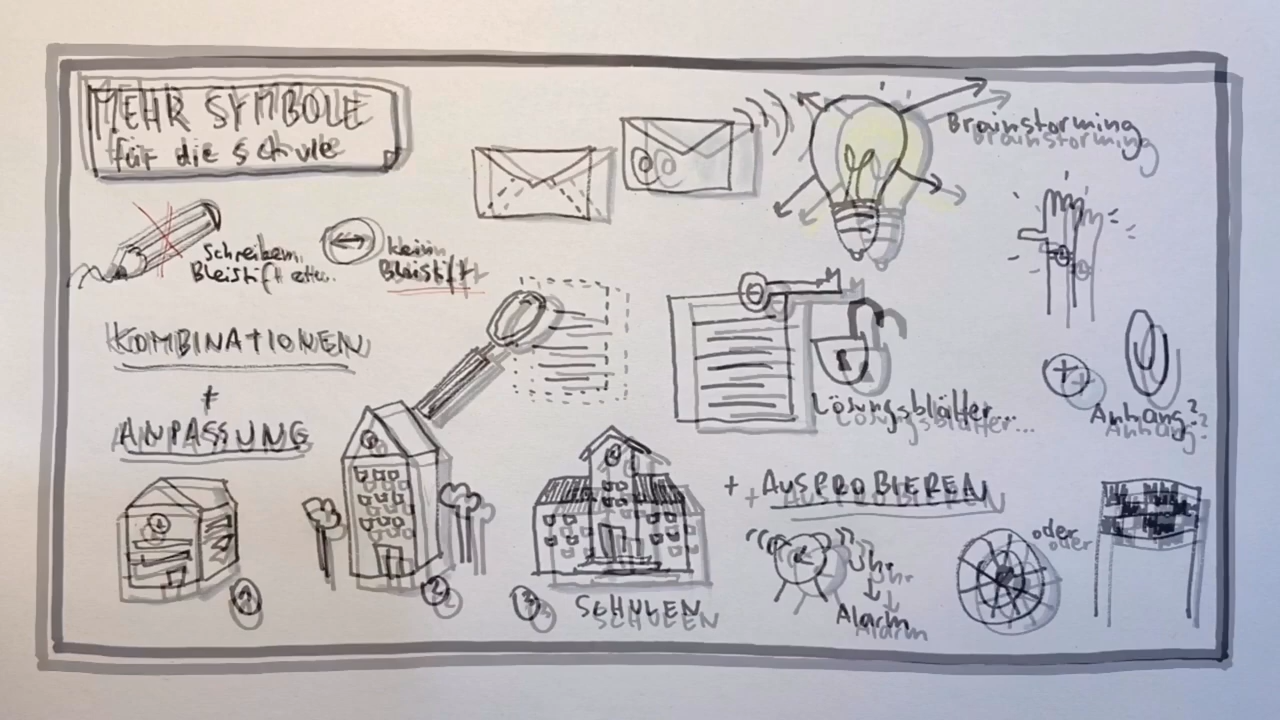 MEHR SYMBOLE
für die Schule
Brainstorming
Schreiben,
Bleistift
kein
Bleistift
KOMBINATIONEN
+
ANPASSUNG
Lösungsblätter...
Anhang?
+ AUSPROBIEREN
oder
Uhr
Alarm
1
2
3
SCHULEN